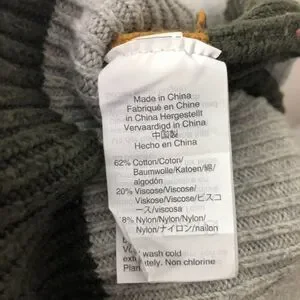 Made in China
Fabriqué en Chine
in China Hergestellt
Vervaardigd in China
中国製
Hecho en China
62% Cotton/Coton/
Baumwolle/Katoen/綿/
algodón
20% Viscose/Viscose/
Viskose/Viscose/ビスコ
ース/viscosa
8% Nylon/Nylon/Nylon/
Nylon/ナイロン/nailon
wash cold
Non chlorine